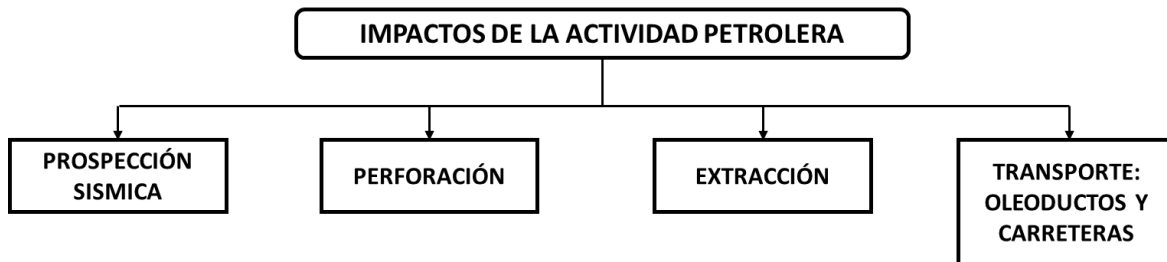 IMPACTOS DE LA ACTIVIDAD PETROLERA
PROSPECCIÓN
SISMICA
PERFORACIÓN
EXTRACCIÓN
TRANSPORTE:
OLEODUCTOS Y
CARRETERAS